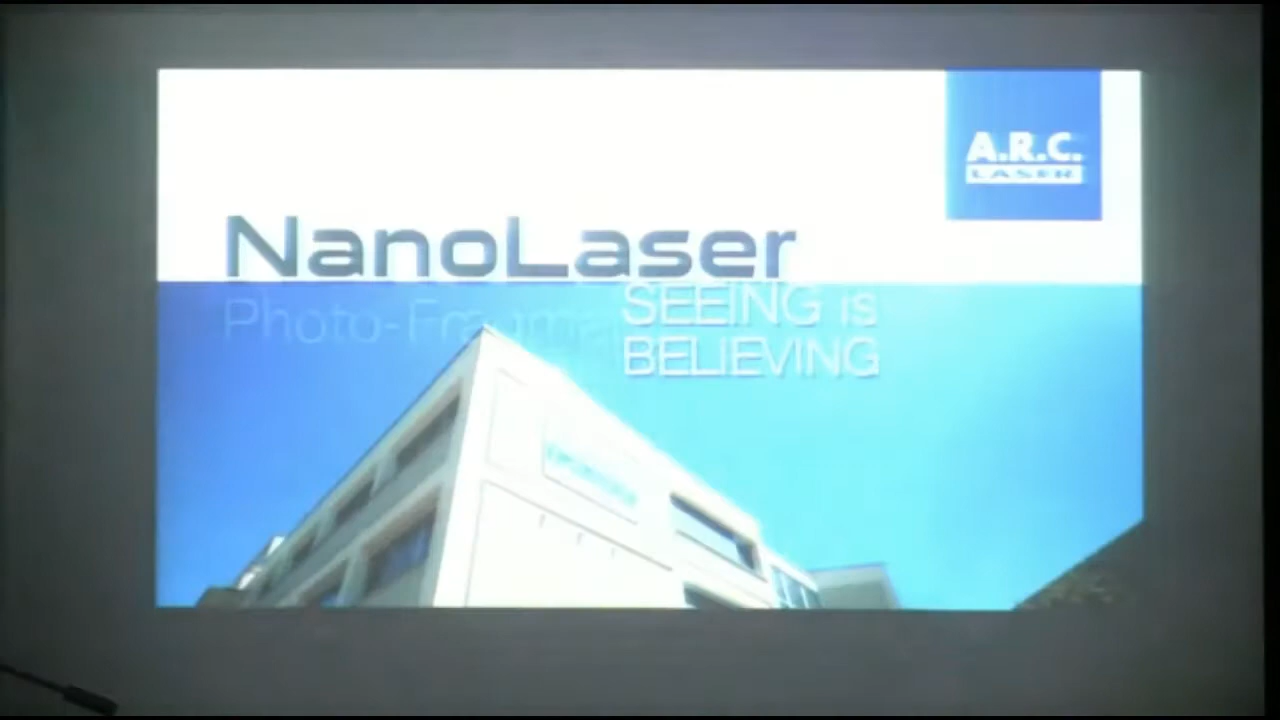 A.R.C.
LASER
NanoLaser
SEEING is
BELIEVING